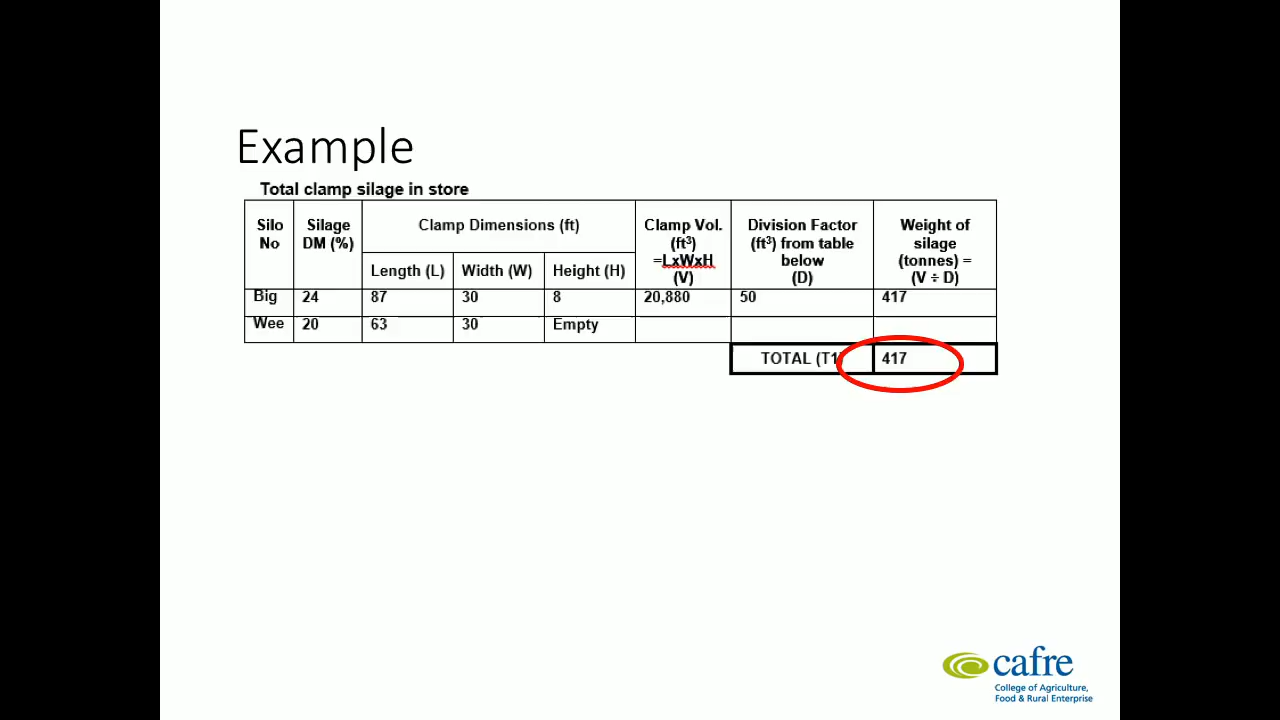 Example
Total clamp silage in store
Silo No
Silage DM (%)
Clamp Dimensions (ft)
Clamp Vol. (ft³) =LxWxH (V)
Division Factor (ft³) from table below (D)
Weight of silage (tonnes) = (V ÷ D)
Length (L) Width (W) Height (H)
Big 24 87 30 8 20,880 50 417
Wee 20 63 30 Empty
TOTAL (T1) 417
cafre
College of Agriculture,
Food & Rural Enterprise